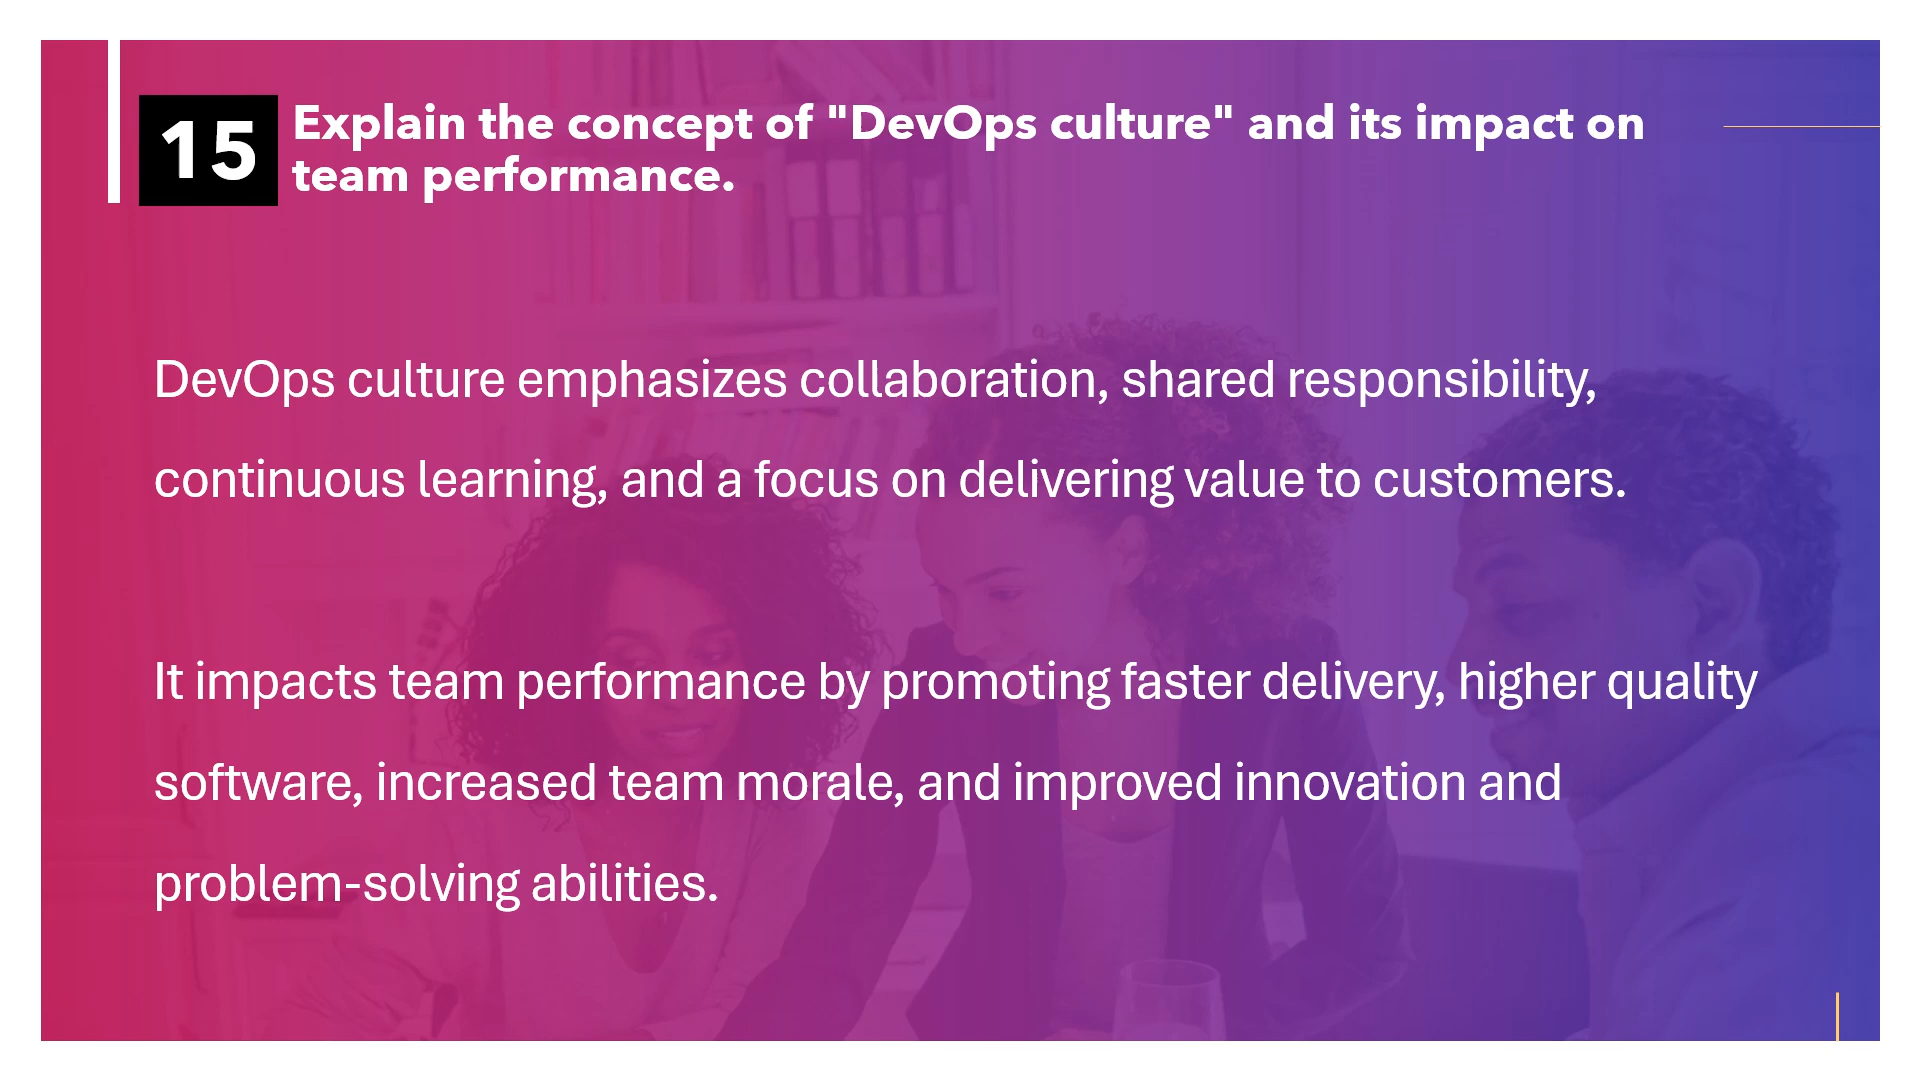 15
Explain the concept of "DevOps culture" and its impact on
team performance.
DevOps culture emphasizes collaboration, shared responsibility,
continuous learning, and a focus on delivering value to customers.
It impacts team performance by promoting faster delivery, higher quality
software, increased team morale, and improved innovation and
problem-solving abilities.